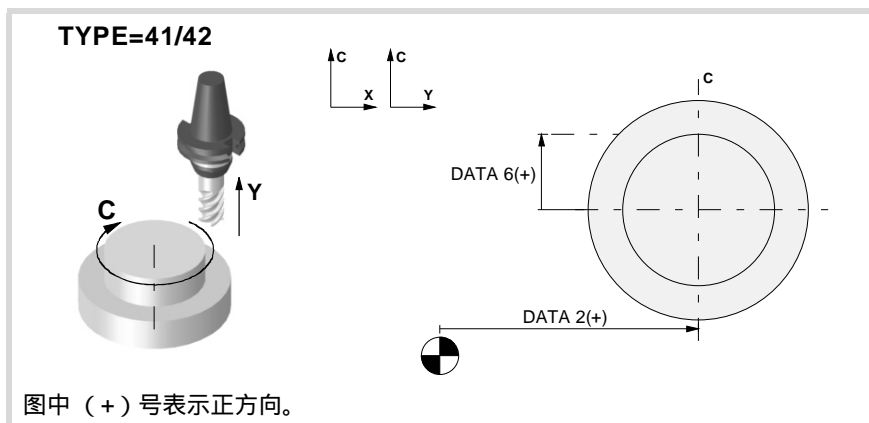 TYPE=41/42
C
C
X
Y
C
DATA 6(+)
Y
C
DATA 2(+)
图中（+）号表示正方向。